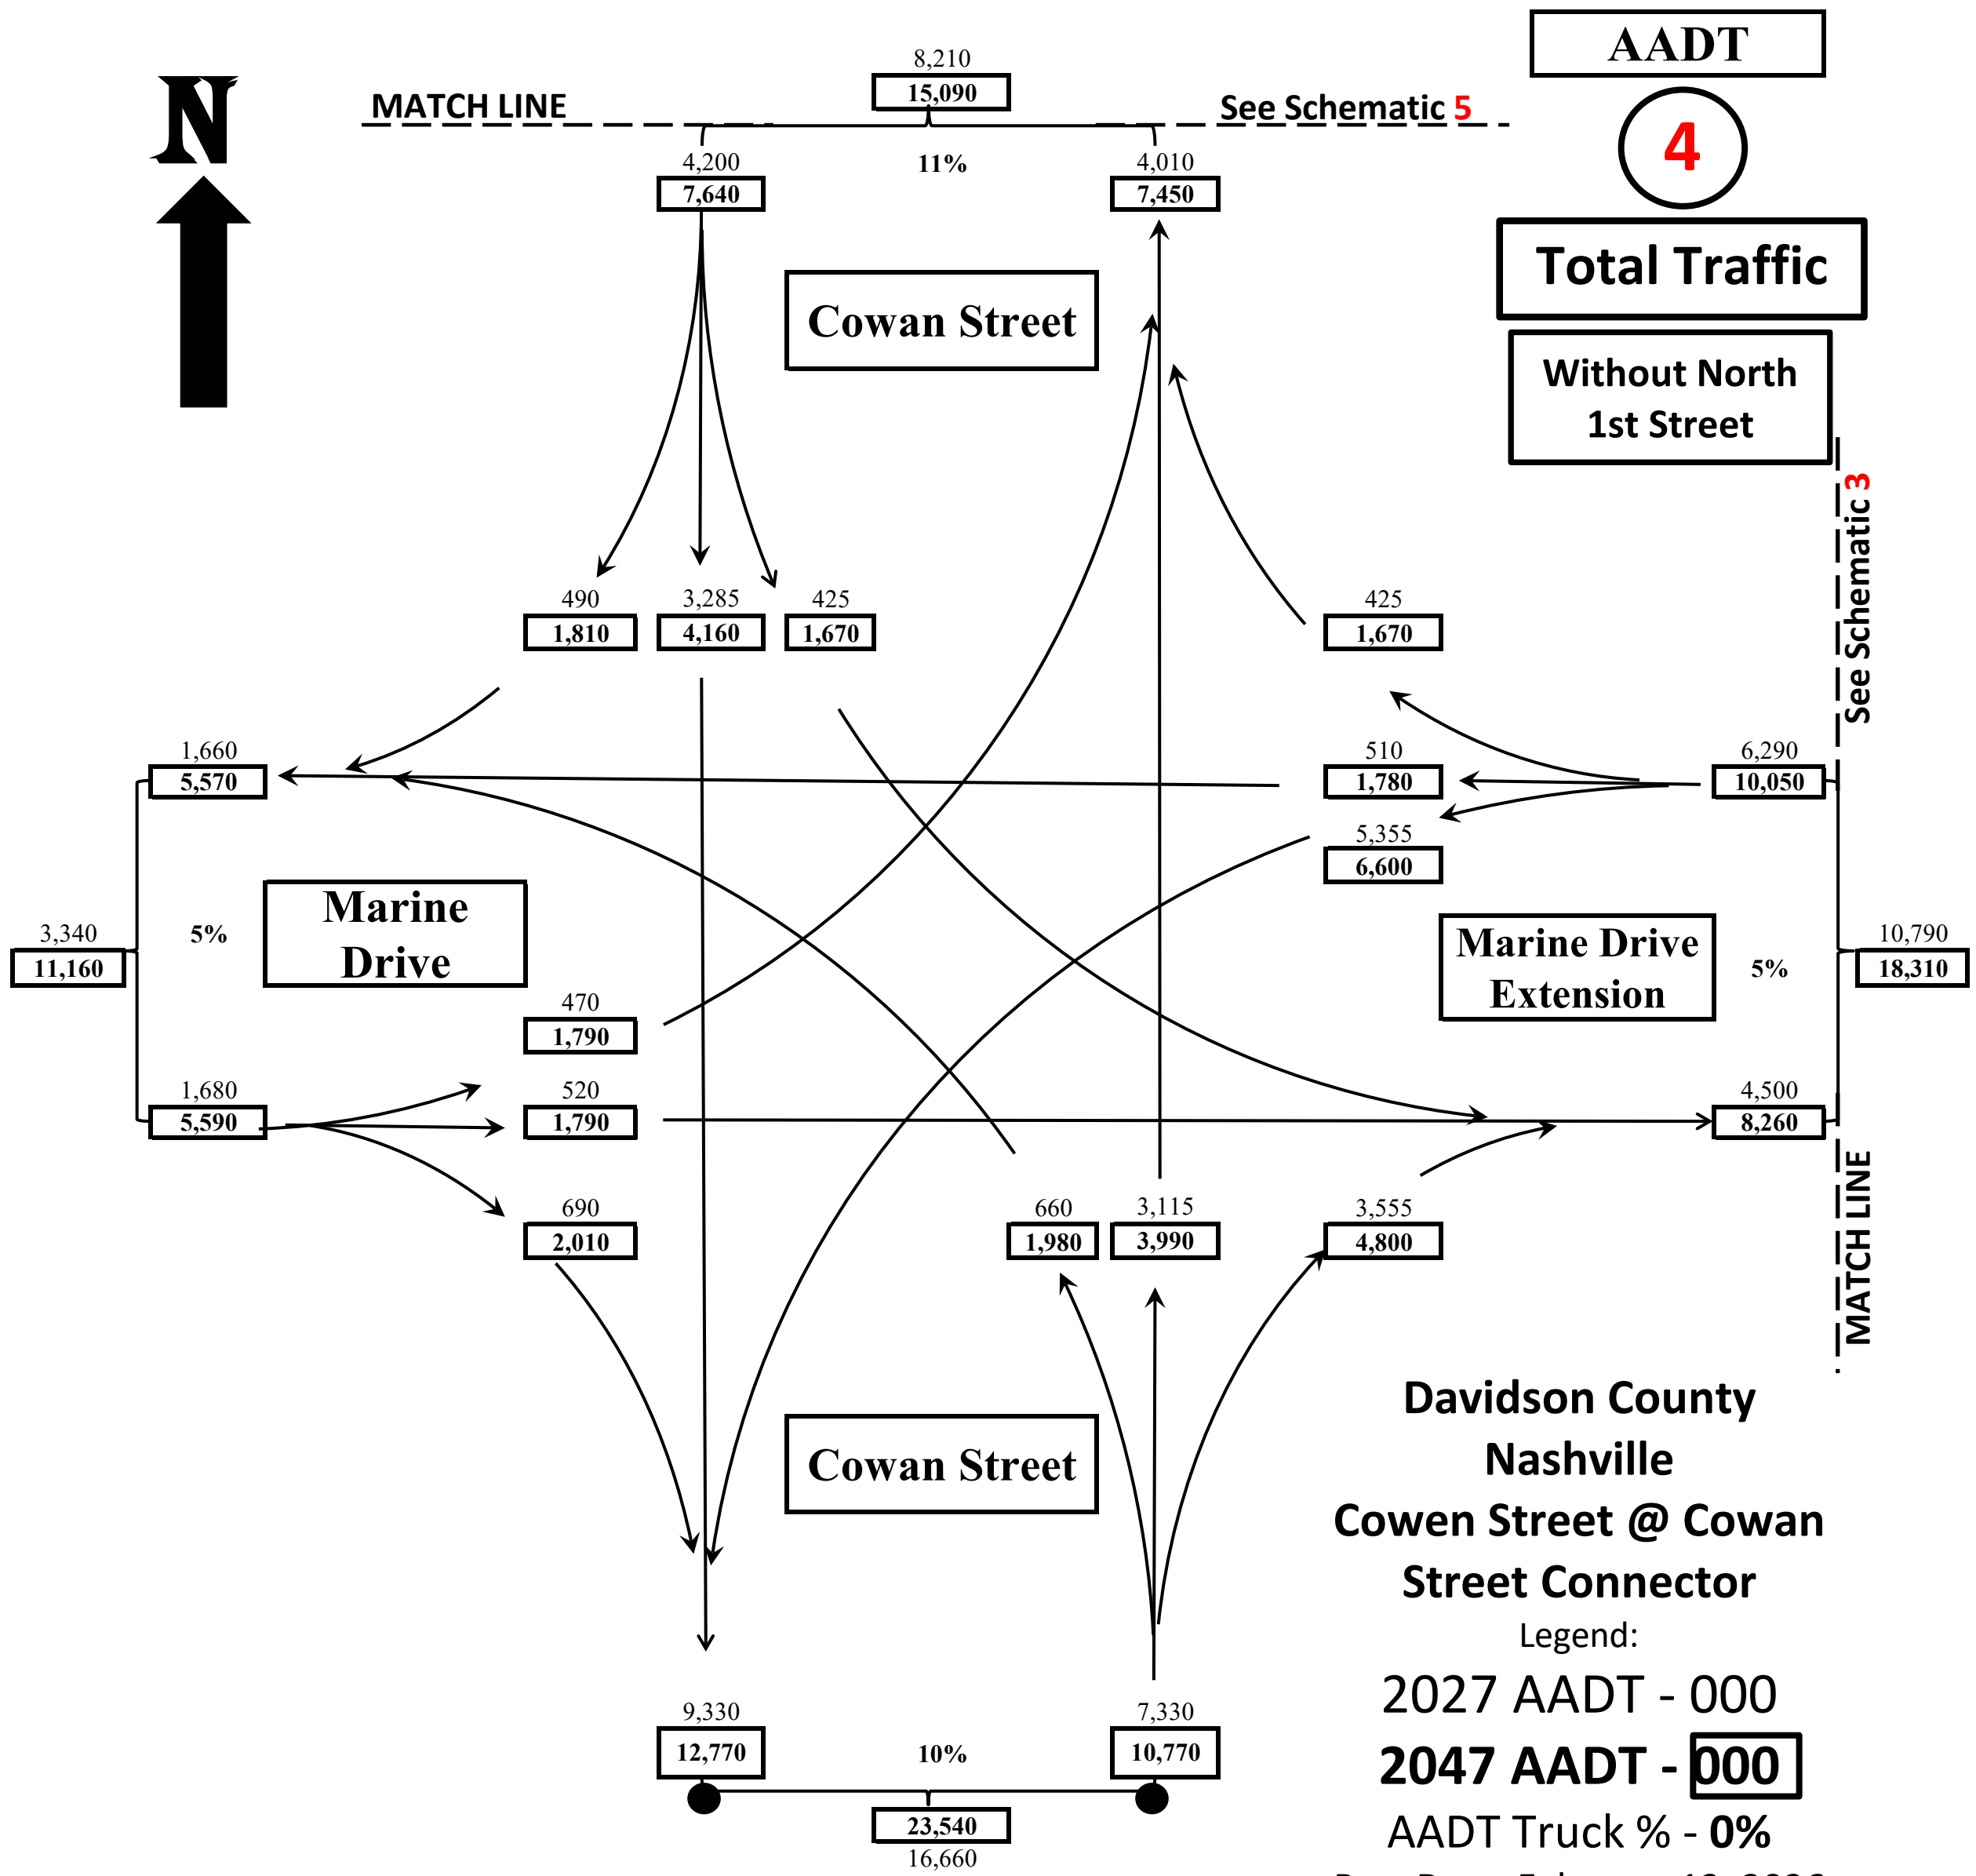 AADT
8,210
15,090
N
MATCH LINE
See Schematic 5
4
4,200
7,640
11%
4,010
7,450
Total Traffic
Cowan Street
Without North
1st Street
See Schematic 3
490
1,810
3,285
4,160
425
1,670
425
1,670
1,660
5,570
510
1,780
6,290
10,050
5,355
6,600
Marine
Drive
5%
3,340
11,160
Marine Drive
Extension
5%
10,790
18,310
470
1,790
1,680
5,590
520
1,790
4,500
8,260
690
2,010
660
1,980
3,115
3,990
3,555
4,800
MATCH LINE
Cowan Street
Davidson County
Nashville
Cowen Street @ Cowan
Street Connector
Legend:
2027 AADT - 000
2047 AADT - 000
AADT Truck % - 0%
9,330
12,770
10%
7,330
10,770
23,540
16,660